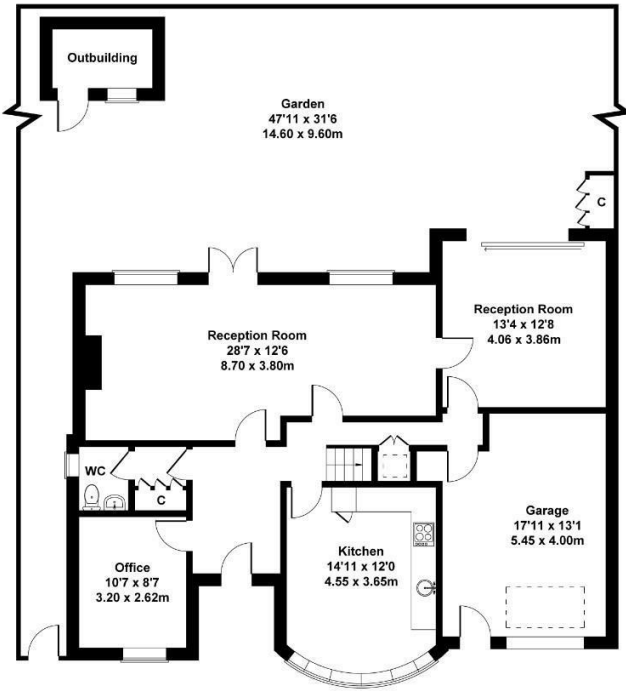 Outbuilding
Garden
47'11 x 31'6
14.60 x 9.60m
C
Reception Room
13'4 x 12'8
4.06 x 3.86m
Reception Room
28'7 x 12'6
8.70 x 3.80m
WC
C
Garage
17'11 x 13'1
5.45 x 4.00m
Kitchen
14'11 x 12'0
4.55 x 3.65m
Office
10'7 x 8'7
3.20 x 2.62m